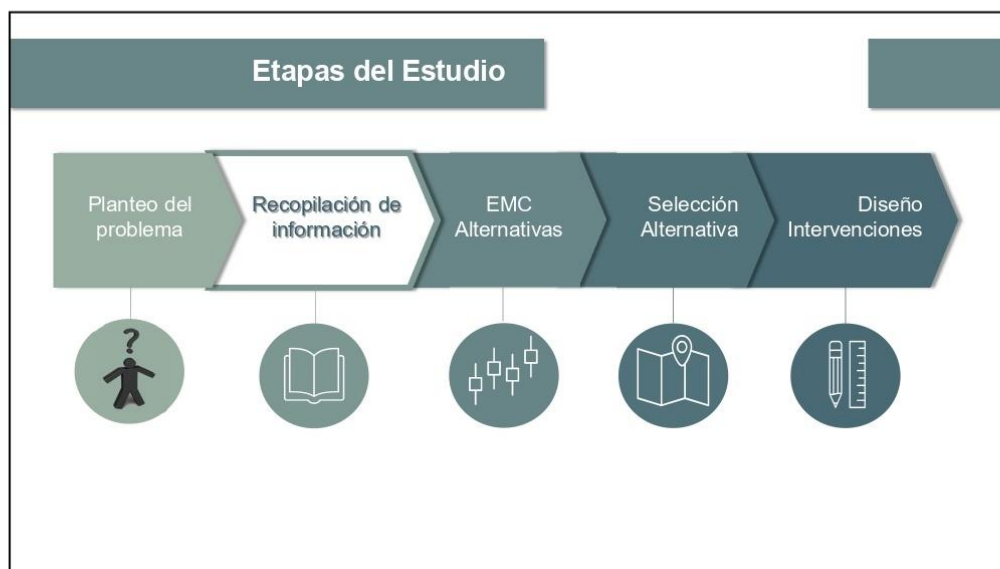 Etapas del Estudio
Planteo del
problema
Recopilación de
información
EMC
Alternativas
Selección
Alternativa
Diseño
Intervenciones
?